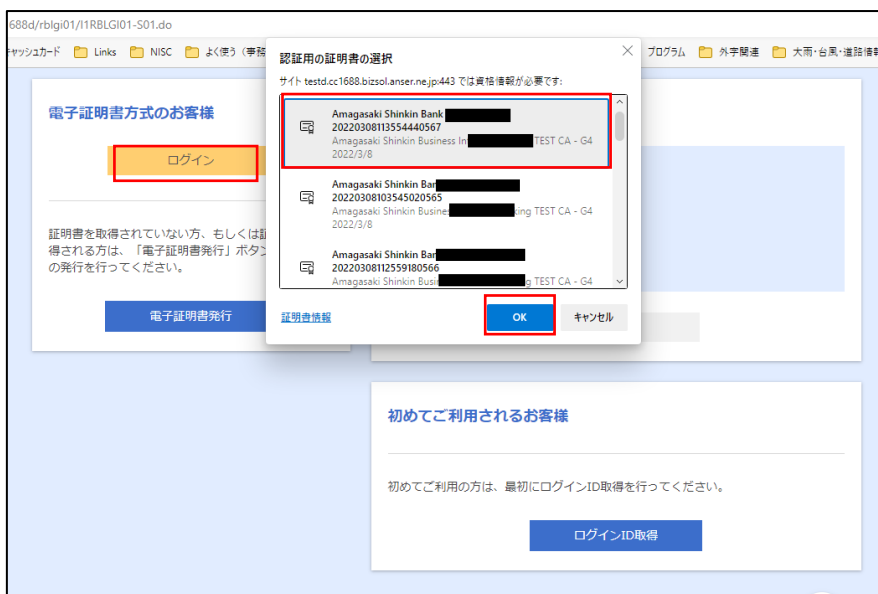 688d/rblgi01/I1RBLGI01-S01.do
キャッシュカード Links NISC よく使う（事務 プログラム 外字関連 大雨・台風・道路情報
認証用の証明書の選択
サイト testd.cc1688.bizsol.anser.ne.jp:443 では資格情報が必要です:
Amagasaki Shinkin Bank
20220308113554440567
Amagasaki Shinkin Business In TEST CA - G4
2022/3/8
Amagasaki Shinkin Ban
20220308103545020565
Amagasaki Shinkin Busine king TEST CA - G4
2022/3/8
Amagasaki Shinkin Ban
20220308112559180566
Amagasaki Shinkin Busi g TEST CA - G4
証明書情報
OK
キャンセル
電子証明書方式のお客様
ログイン
証明書を取得されていない方、もしくは証
得される方は、「電子証明書発行」ボタン
の発行を行ってください。
電子証明書発行
初めてご利用されるお客様
初めてご利用の方は、最初にログインID取得を行ってください。
ログインID取得